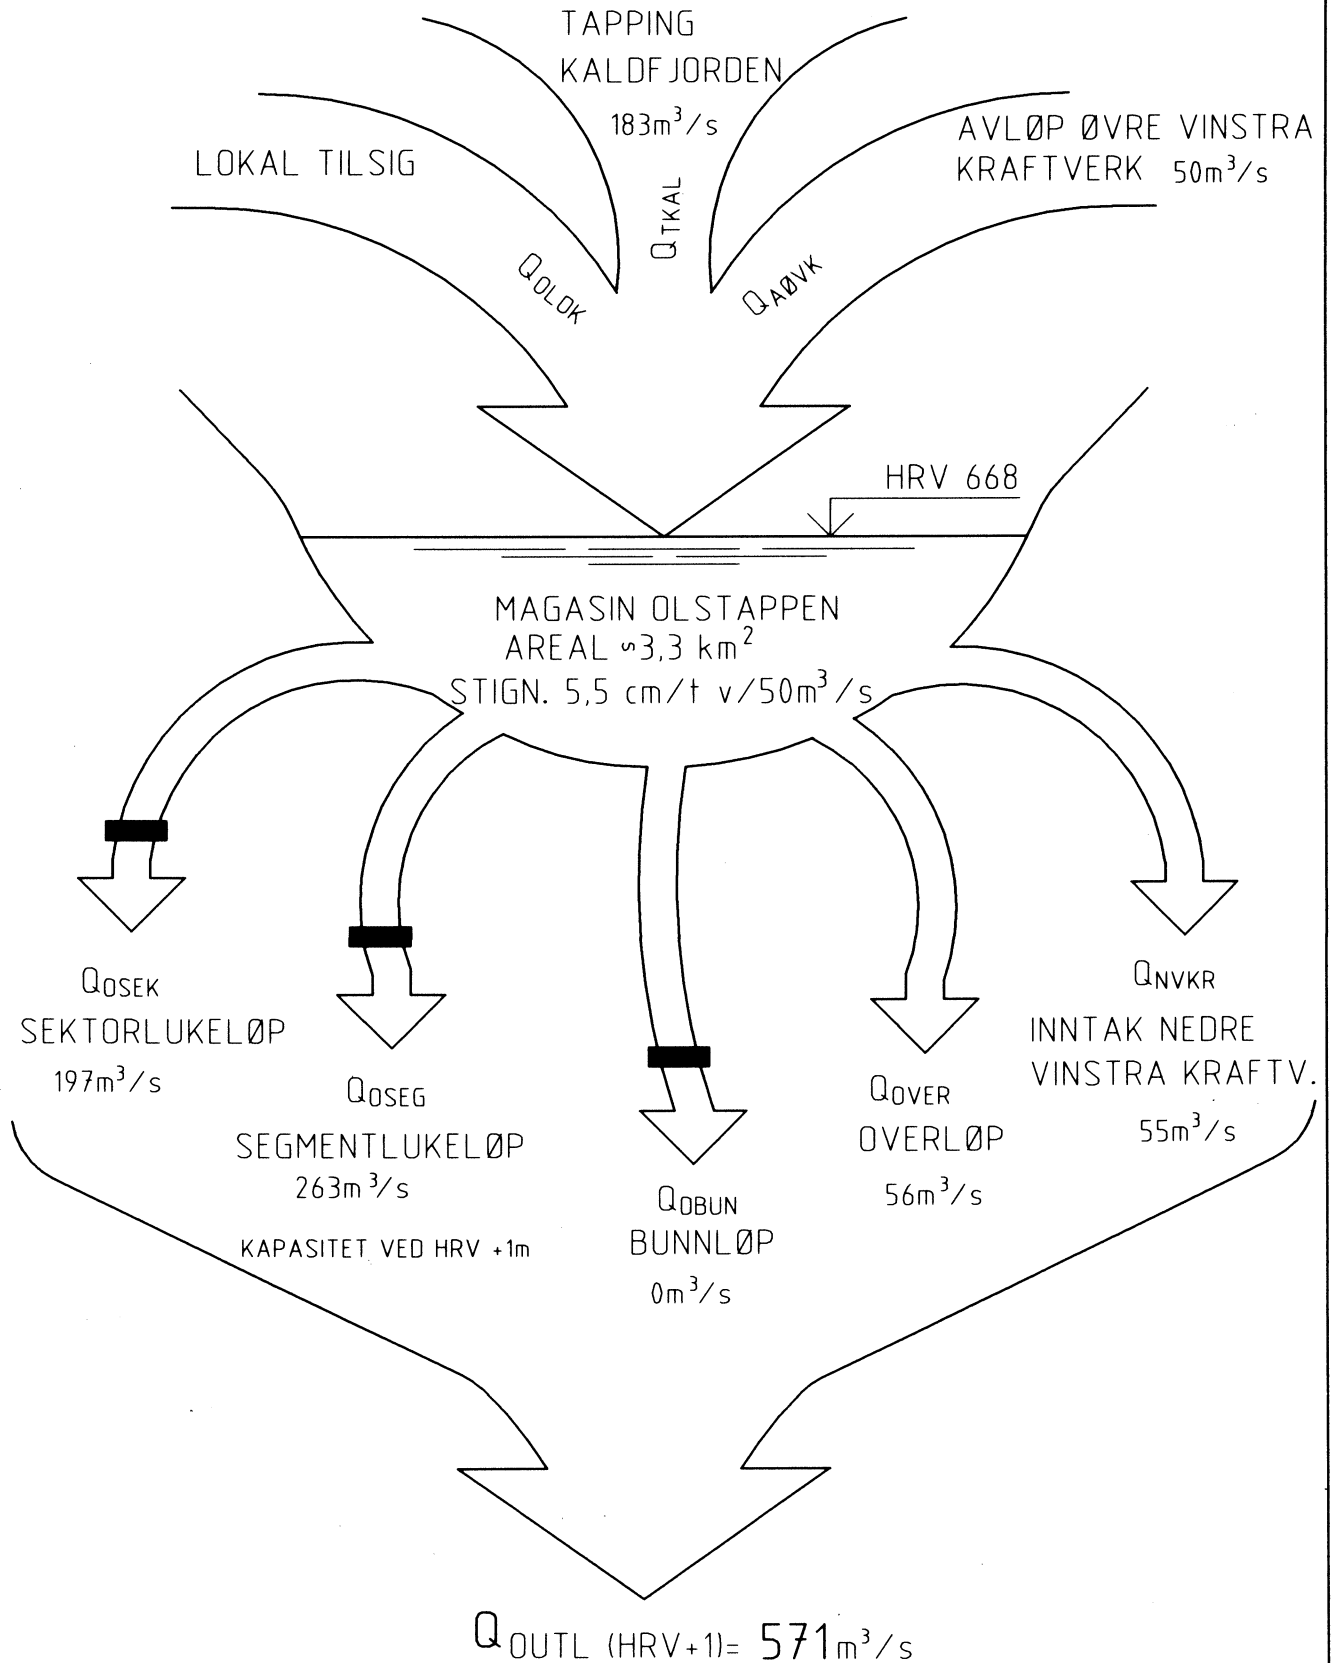 TAPPING
KALDFJORDEN
183m³/s
LOKAL TILSIG
AVLØP ØVRE VINSTRA
KRAFTVERK 50m³/s
QTKAL
QOLOK
QAØVK
HRV 668
MAGASIN OLSTAPPEN
AREAL ~3,3 km²
STIGN. 5,5 cm/t v/50m³/s
QOSEK
SEKTORLUKELØP
197m³/s
QOSEG
SEGMENTLUKELØP
263m³/s
KAPASITET VED HRV +1m
QOBUN
BUNNLØP
0m³/s
QOVER
OVERLØP
56m³/s
QNVKR
INNTAK NEDRE
VINSTRA KRAFTV.
55m³/s
QOUTL (HRV+1)= 571m³/s